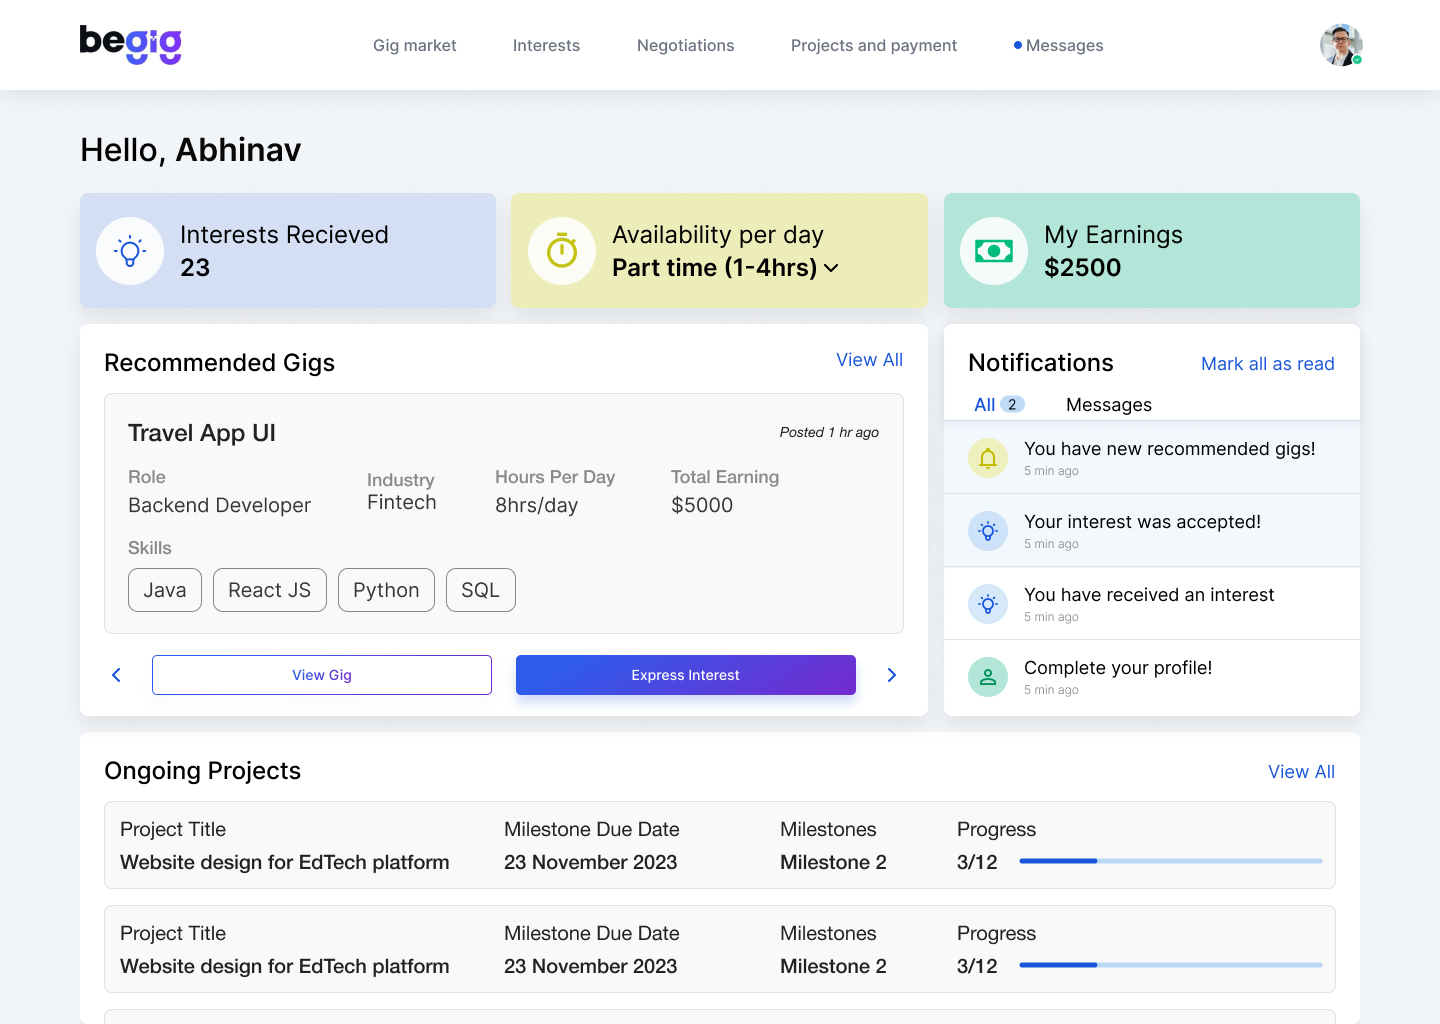 begig
Gig market
Interests
Negotiations
Projects and payment
Messages
Hello, Abhinav
Interests Recieved
23
Availability per day
Part time (1-4hrs)
My Earnings
$2500
Recommended Gigs
View All
Travel App UI
Posted 1 hr ago
Role
Backend Developer
Industry
Fintech
Hours Per Day
8hrs/day
Total Earning
$5000
Skills
Java
React JS
Python
SQL
View Gig
Express Interest
Notifications
Mark all as read
All 2
Messages
You have new recommended gigs!
5 min ago
Your interest was accepted!
5 min ago
You have received an interest
5 min ago
Complete your profile!
5 min ago
Ongoing Projects
View All
Project Title
Website design for EdTech platform
Milestone Due Date
23 November 2023
Milestones
Milestone 2
Progress
3/12
Project Title
Website design for EdTech platform
Milestone Due Date
23 November 2023
Milestones
Milestone 2
Progress
3/12